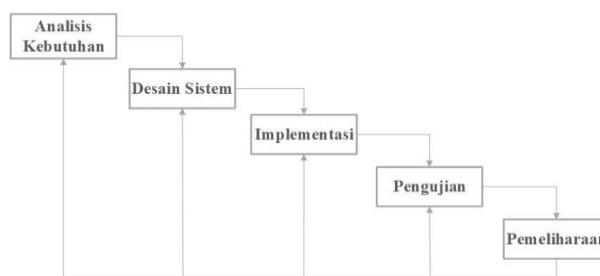 Analisis
Kebutuhan
Desain Sistem
Implementasi
Pengujian
Pemeliharaan